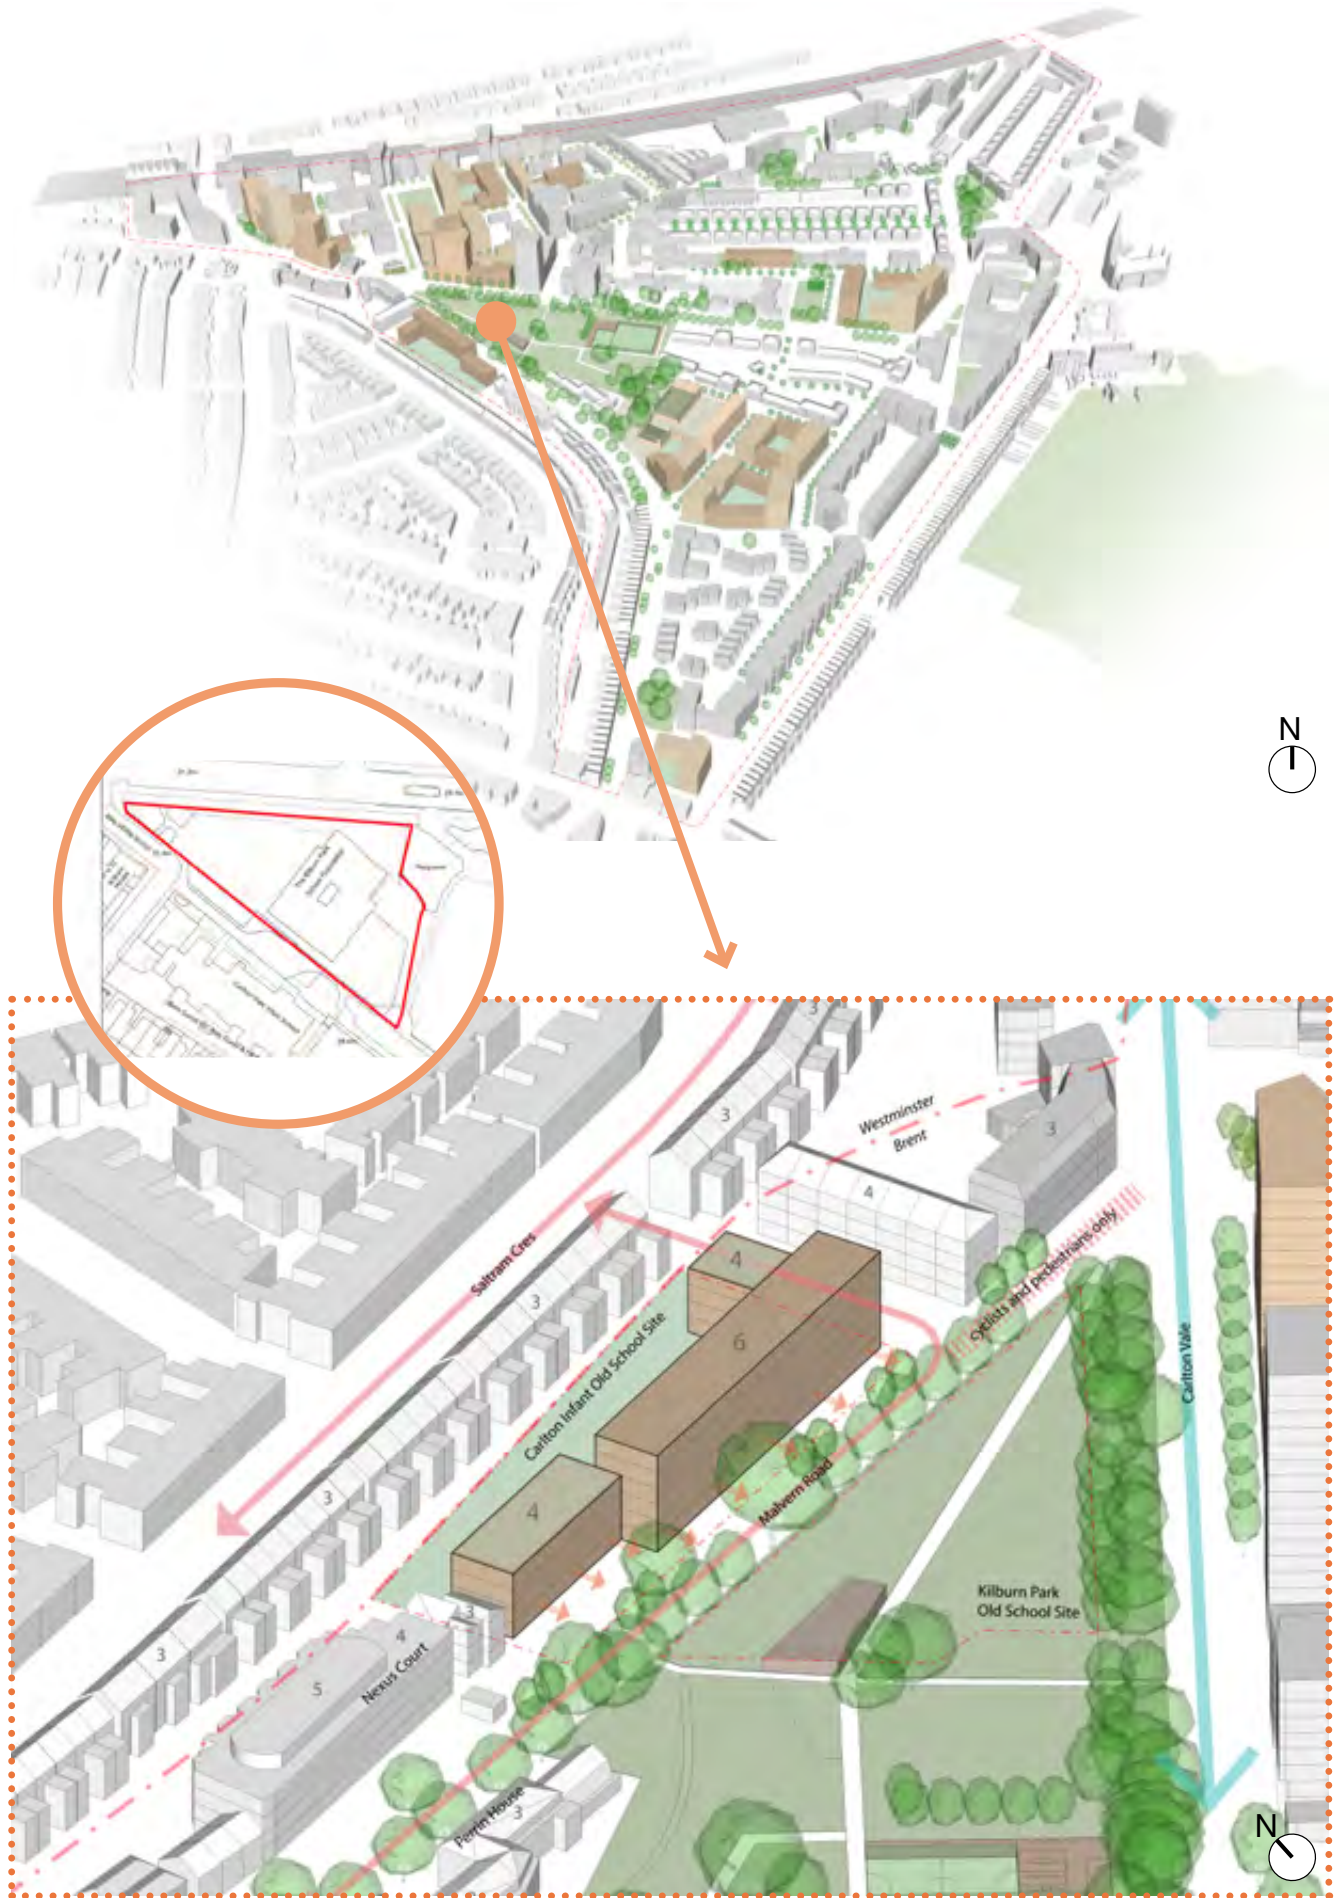 N
3
3
Westminster
Brent
3
4
Saltram Cres
4
cyclists and pedestrians only
3
6
Carlton Infant Old School Site
Carlton Vale
3
4
Malvern Road
Kilburn Park
Old School Site
3
4
3
5
Nexus Court
Perrin House
3
N